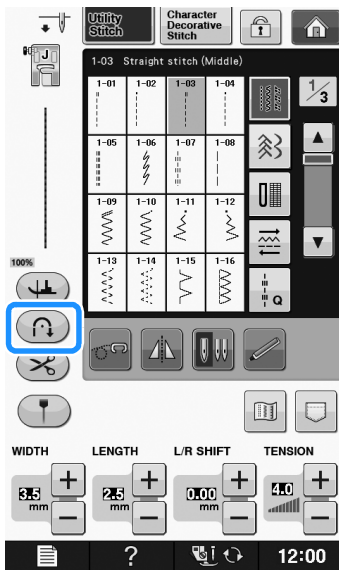 Utility
Stitch
Character
Decorative
Stitch
J
1-03 Straight stitch (Middle)
1-01 1-02 1-03 1-04
1/3
1-05 1-06 1-07 1-08
1-09 1-10 1-11 1-12
1-13 1-14 1-15 1-16
100%
Q
WIDTH LENGTH L/R SHIFT TENSION
3.5 mm + −
2.5 mm + −
0.00 mm + −
4.0 + −
? 12:00